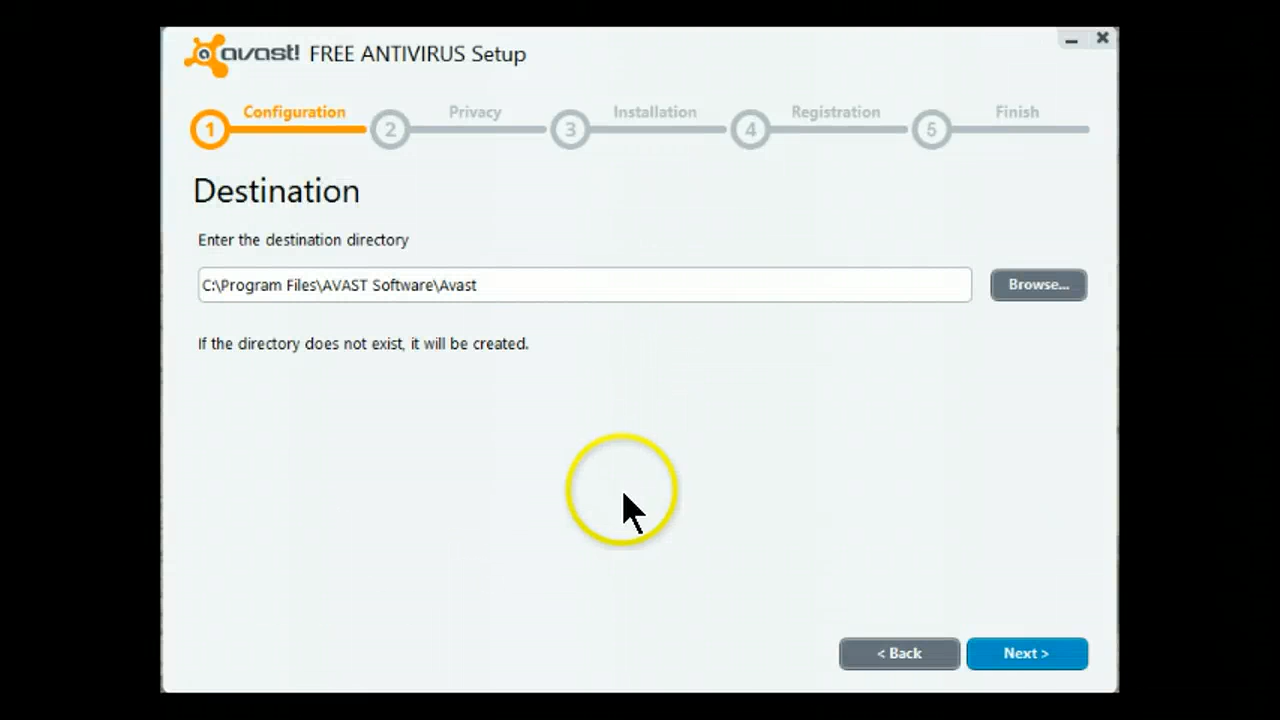 avast! FREE ANTIVIRUS Setup
Configuration Privacy Installation Registration Finish
1 2 3 4 5
Destination
Enter the destination directory
C:\Program Files\AVAST Software\Avast
Browse...
If the directory does not exist, it will be created.
< Back Next >